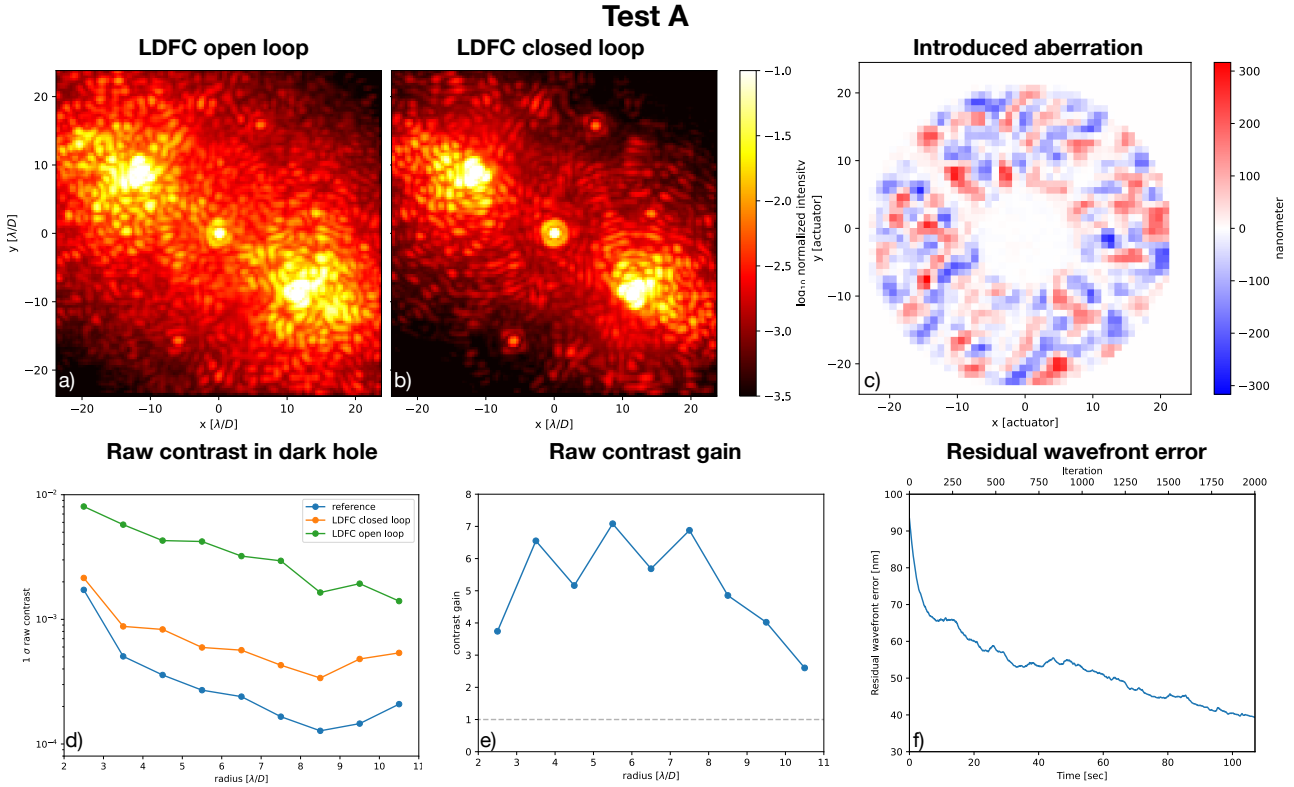 Test A
LDFC open loop
LDFC closed loop
Introduced aberration
20
10
0
−10
−20
y [λ/D]
−20
−10
0
10
20
x [λ/D]
a)
−20
−10
0
10
20
x [λ/D]
b)
−1.0
−1.5
−2.0
−2.5
−3.0
−3.5
log₁₀ normalized intensity
20
10
0
−10
−20
y [actuator]
−20
−10
0
10
20
x [actuator]
c)
300
200
100
0
−100
−200
−300
nanometer
Raw contrast in dark hole
Raw contrast gain
Residual wavefront error
10⁻²
10⁻³
10⁻⁴
1 σ raw contrast
reference
LDFC closed loop
LDFC open loop
d)
2 3 4 5 6 7 8 9 10 11
radius [λ/D]
8
7
6
5
4
3
2
1
0
contrast gain
e)
2 3 4 5 6 7 8 9 10 11
radius [λ/D]
Iteration
0 250 500 750 1000 1250 1500 1750 2000
100
90
80
70
60
50
40
30
Residual wavefront error [nm]
f)
0 20 40 60 80 100
Time [sec]